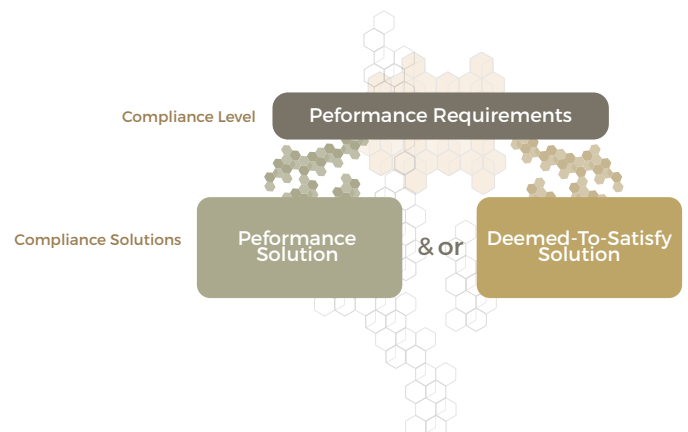 Compliance Level
Peformance Requirements
Compliance Solutions
Peformance
Solution
& or
Deemed-To-Satisfy
Solution